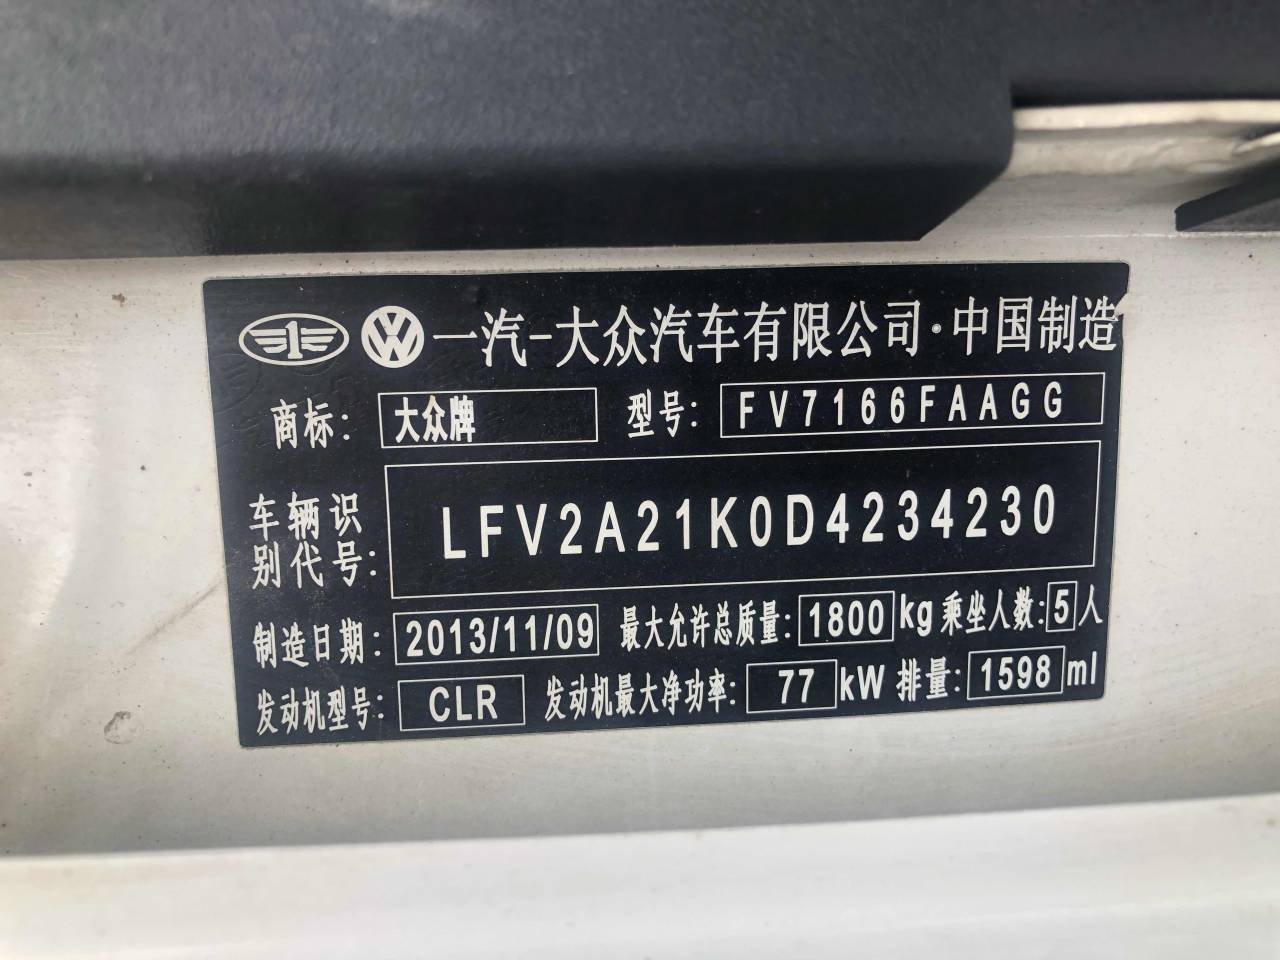 一汽-大众汽车有限公司·中国制造
商标: 大众牌 型号: FV7166FAAGG
车辆识别代号: LFV2A21K0D4234230
制造日期: 2013/11/09 最大允许总质量: 1800 kg 乘坐人数: 5 人
发动机型号: CLR 发动机最大净功率: 77 kW 排量: 1598 ml